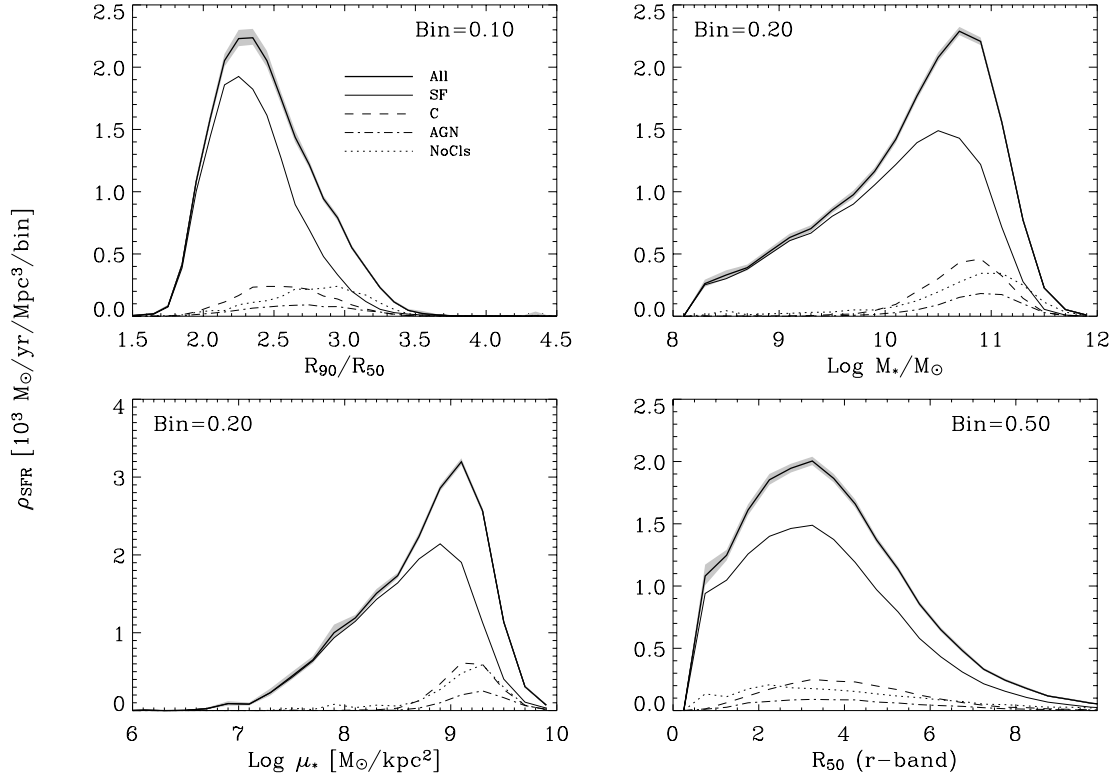 ρSFR [10³ M⊙/yr/Mpc³/bin]
2.5
2.0
1.5
1.0
0.5
0.0
Bin=0.10
All
SF
C
AGN
NoCls
1.5 2.0 2.5 3.0 3.5 4.0 4.5
R₉₀/R₅₀
2.5
2.0
1.5
1.0
0.5
0.0
Bin=0.20
8 9 10 11 12
Log M*/M⊙
4
3
2
1
0
Bin=0.20
6 7 8 9 10
Log μ* [M⊙/kpc²]
2.5
2.0
1.5
1.0
0.5
0.0
Bin=0.50
0 2 4 6 8
R₅₀ (r-band)